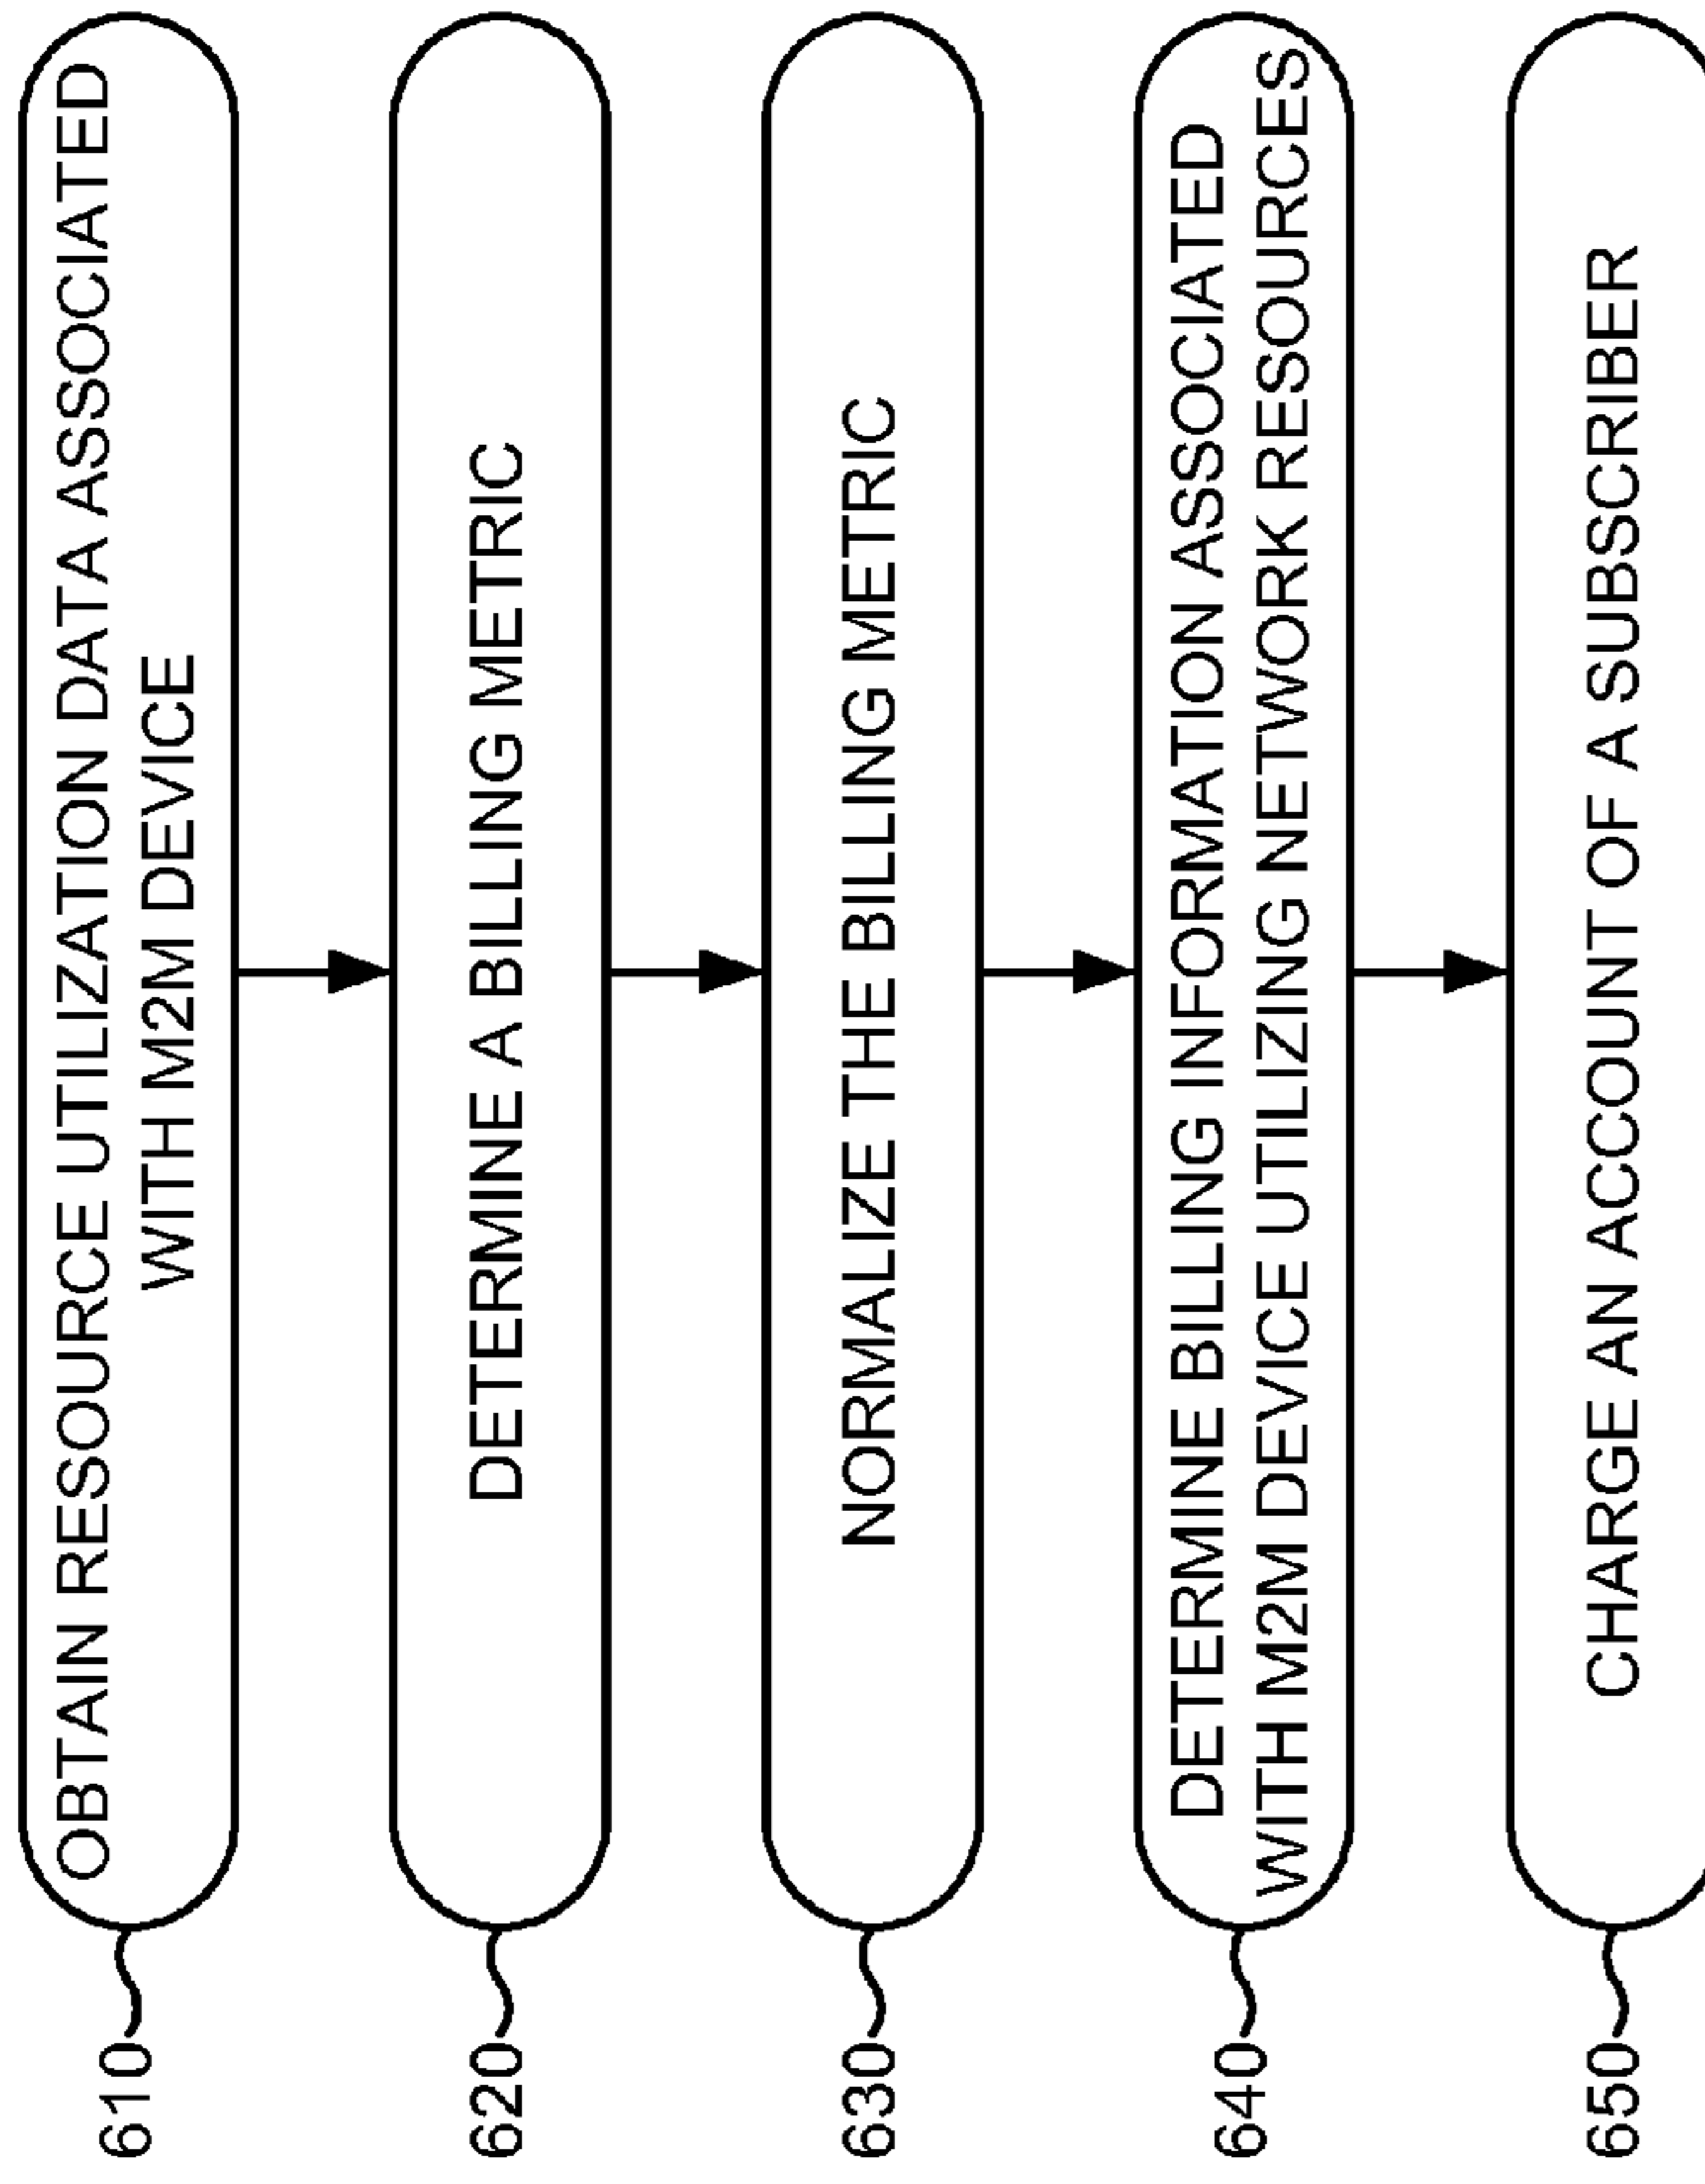 610
OBTAIN RESOURCE UTILIZATION DATA ASSOCIATED
WITH M2M DEVICE
620
DETERMINE A BILLING METRIC
630
NORMALIZE THE BILLING METRIC
640
DETERMINE BILLING INFORMATION ASSOCIATED
WITH M2M DEVICE UTILIZING NETWORK RESOURCES
650
CHARGE AN ACCOUNT OF A SUBSCRIBER